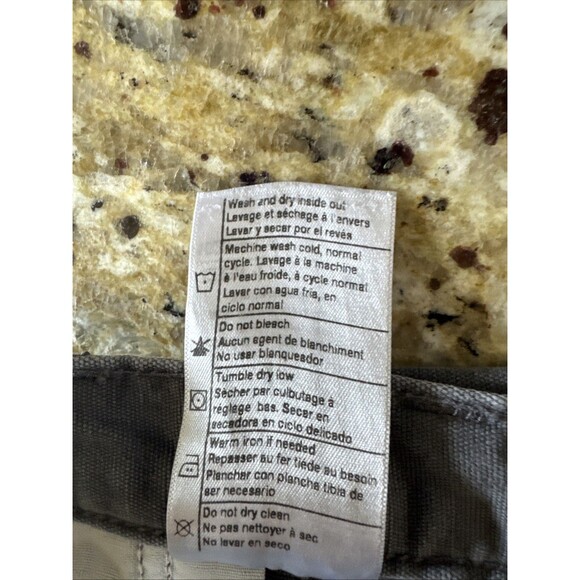 Wash and dry inside out
Lavage et séchage à l'envers
Lavar y secar por el revés
Machine wash cold, normal
cycle. Lavage à la machine
à l'eau froide, à cycle normal
Lavar con agua fría, en
ciclo normal
Do not bleach
Aucun agent de blanchiment
No usar blanqueador
Tumble dry low
Sécher par culbutage à
réglage bas. Secar en
secadora en ciclo delicado
Warm iron if needed
Repasser au fer tiède au besoin
Planchar con plancha tibia de
ser necesario
Do not dry clean
Ne pas nettoyer à sec
No lavar en seco